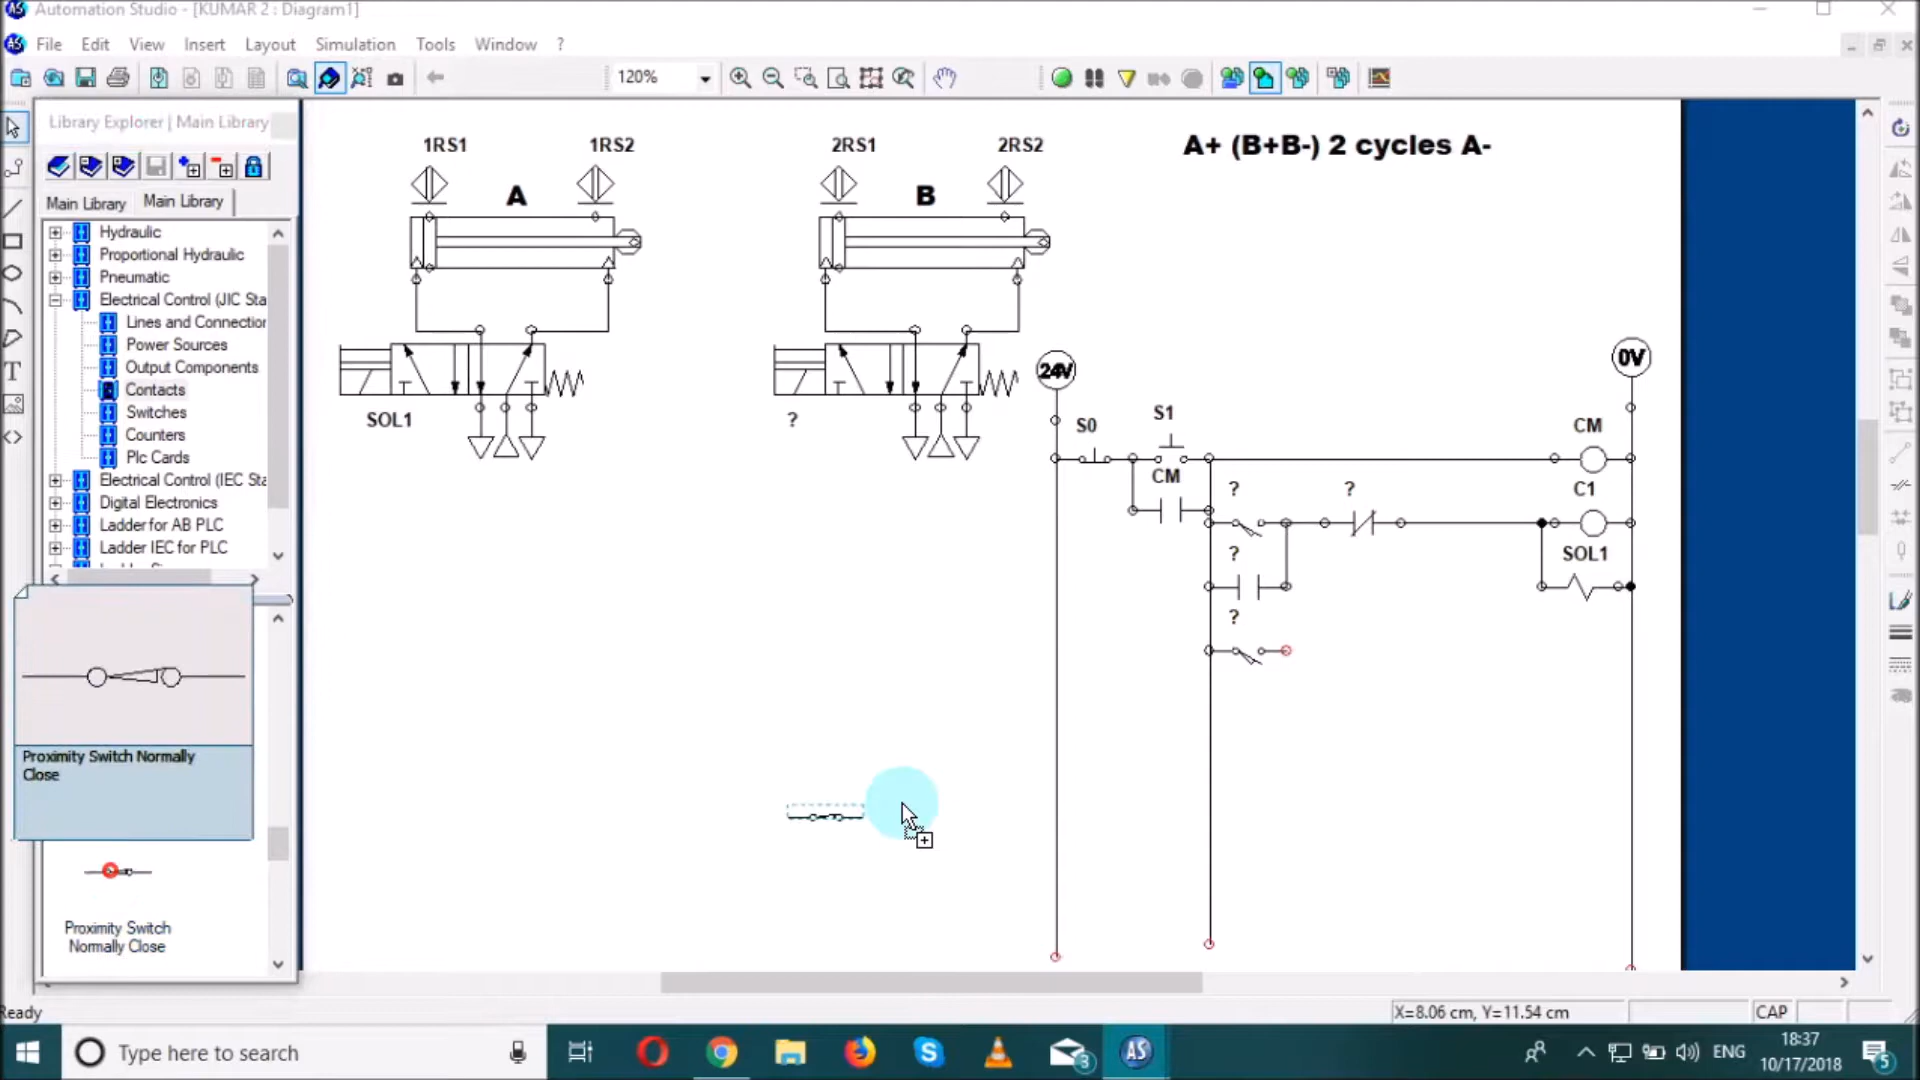 Automation Studio - [KUMAR 2 : Diagram1]
File Edit View Insert Layout Simulation Tools Window ?
120%
Library Explorer | Main Library
Main Library Main Library
Hydraulic
Proportional Hydraulic
Pneumatic
Electrical Control (JIC Sta
Lines and Connection
Power Sources
Output Components
Contacts
Switches
Counters
Plc Cards
Electrical Control (IEC Sta
Digital Electronics
Ladder for AB PLC
Ladder IEC for PLC
Proximity Switch Normally
Close
Proximity Switch
Normally Close
1RS1 1RS2 2RS1 2RS2
A+ (B+B-) 2 cycles A-
A B
SOL1 ?
24V 0V
S0 S1 CM
CM
? ? C1
? SOL1
?
Ready X=8.06 cm, Y=11.54 cm CAP
Type here to search
3
AS
ENG
18:37
10/17/2018
5